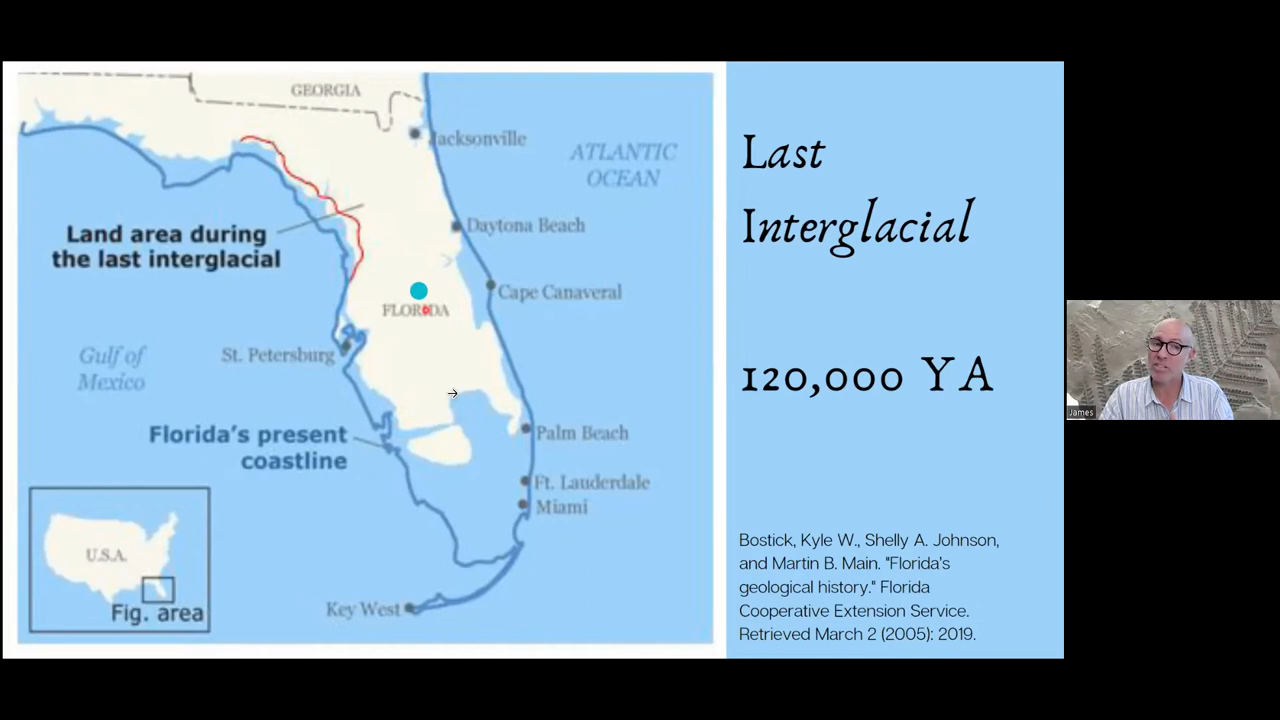 GEORGIA
Jacksonville
ATLANTIC
OCEAN
Land area during
the last interglacial
Daytona Beach
Cape Canaveral
FLORIDA
Gulf of
Mexico
St. Petersburg
Florida's present
coastline
Palm Beach
Ft. Lauderdale
Miami
U.S.A.
Fig. area
Key West
Last
Interglacial
120,000 YA
Bostick, Kyle W., Shelly A. Johnson,
and Martin B. Main. "Florida's
geological history." Florida
Cooperative Extension Service.
Retrieved March 2 (2005): 2019.
James